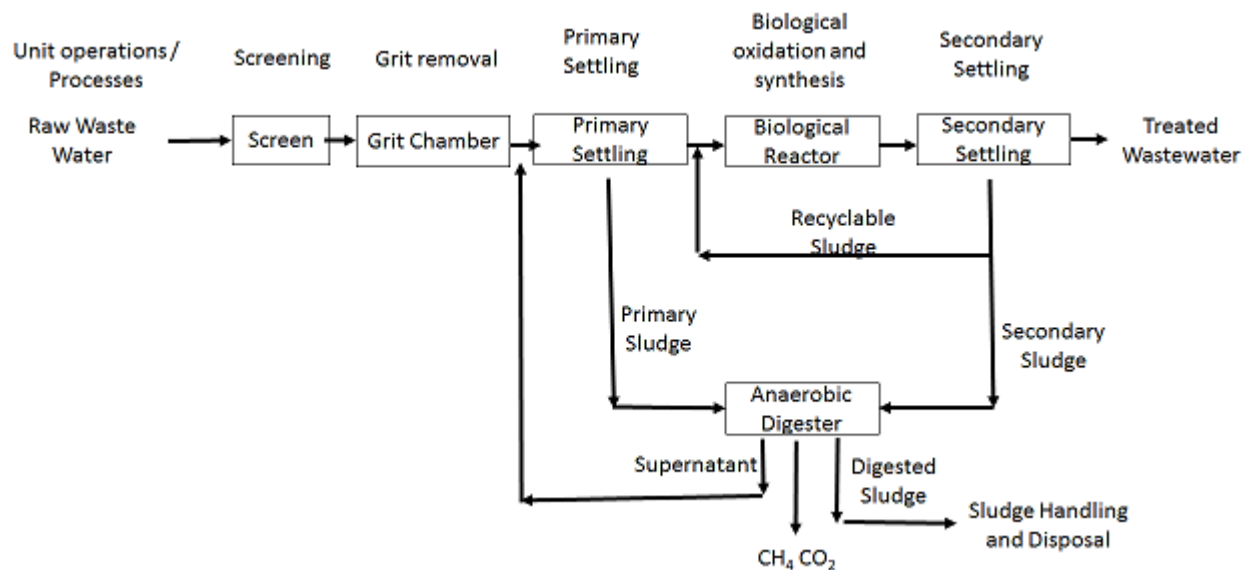 Unit operations /
Processes
Screening
Grit removal
Primary
Settling
Biological
oxidation and
synthesis
Secondary
Settling
Raw Waste
Water
Screen
Grit Chamber
Primary
Settling
Biological
Reactor
Secondary
Settling
Treated
Wastewater
Recyclable
Sludge
Primary
Sludge
Secondary
Sludge
Anaerobic
Digester
Supernatant
Digested
Sludge
Sludge Handling
and Disposal
CH₄ CO₂